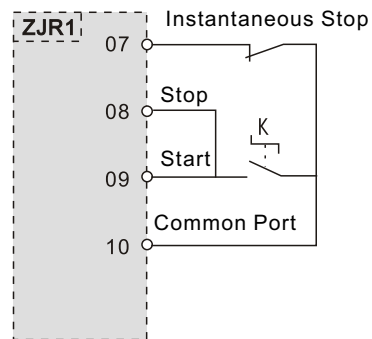 Instantaneous Stop
ZJR1
07
Stop
08
K
Start
09
Common Port
10